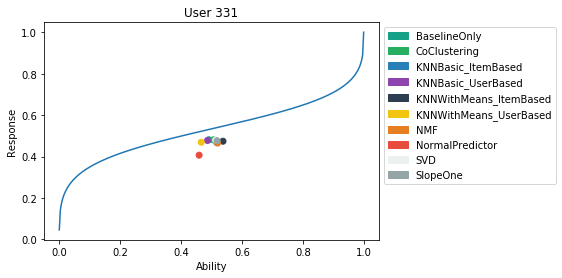 User 331
Response
1.0
0.8
0.6
0.4
0.2
0.0
0.0
0.2
0.4
0.6
0.8
1.0
Ability
BaselineOnly
CoClustering
KNNBasic_ItemBased
KNNBasic_UserBased
KNNWithMeans_ItemBased
KNNWithMeans_UserBased
NMF
NormalPredictor
SVD
SlopeOne